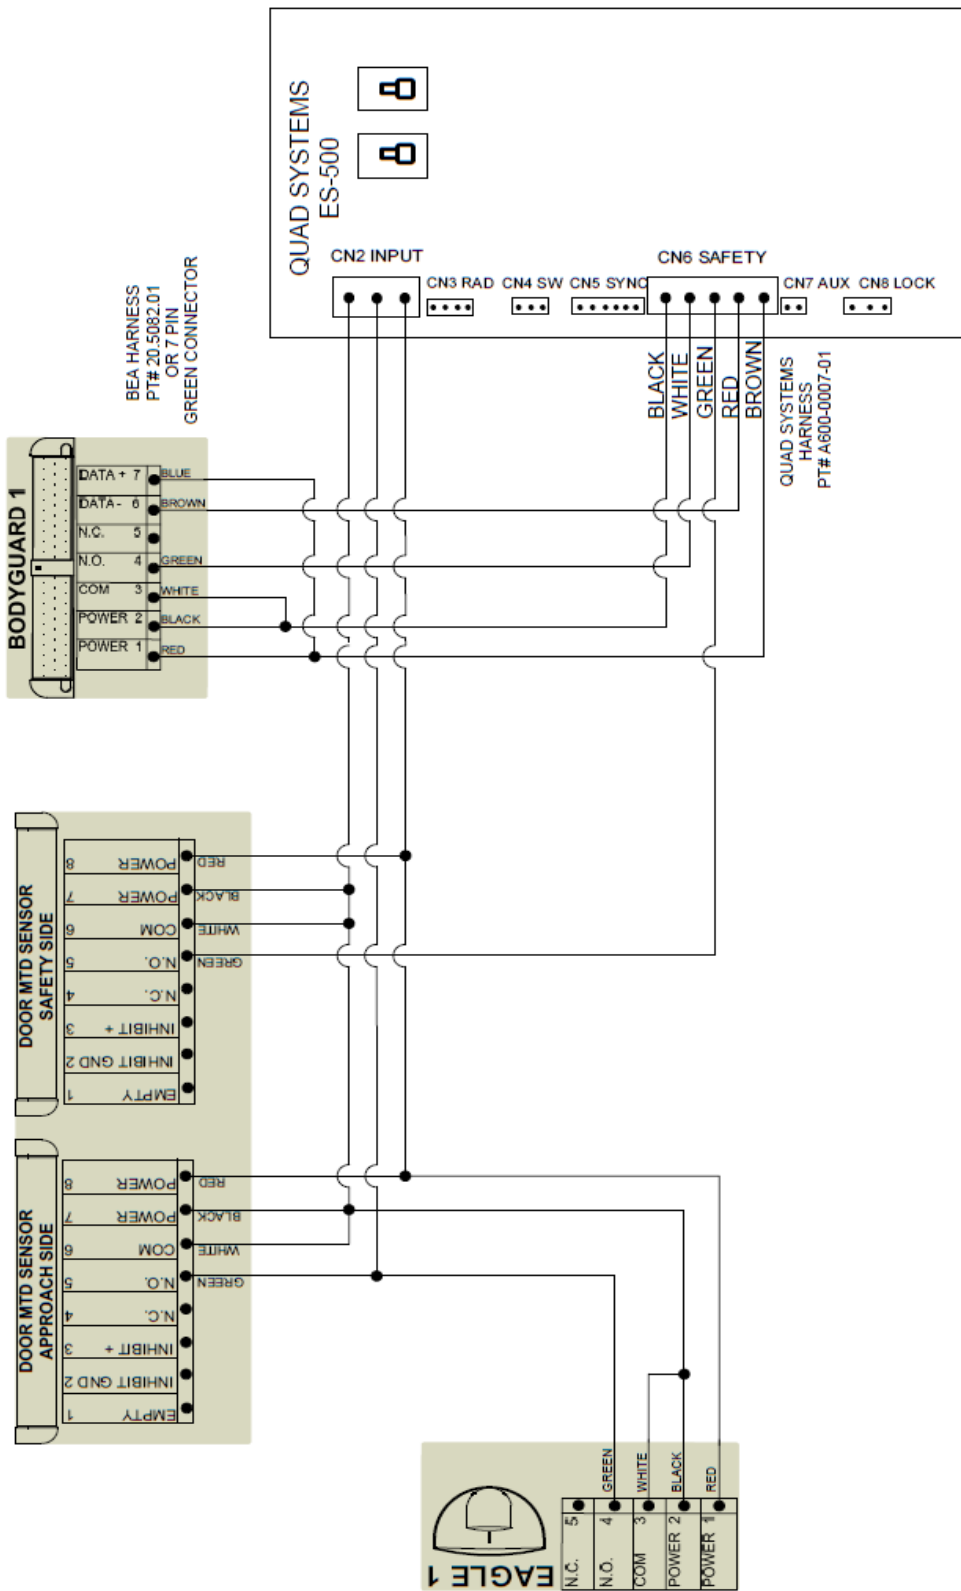 QUAD SYSTEMS
ES-500
CN2 INPUT
CN3 RAD
CN4 SW
CN5 SYNC
CN6 SAFETY
CN7 AUX
CN8 LOCK
BLACK
WHITE
GREEN
RED
BROWN
QUAD SYSTEMS
HARNESS
PT# A600-0007-01
BEA HARNESS
PT# 20.5082.01
OR 7 PIN
GREEN CONNECTOR
BODYGUARD 1
DATA + 7 BLUE
DATA - 6 BROWN
N.C. 5
N.O. 4 GREEN
COM 3 WHITE
POWER 2 BLACK
POWER 1 RED
DOOR MTD SENSOR
SAFETY SIDE
8 POWER RED
7 POWER BLACK
6 COM WHITE
5 N.O. GREEN
4 N.C.
3 INHIBIT +
INHIBIT GND 2
1 EMPTY
DOOR MTD SENSOR
APPROACH SIDE
8 POWER RED
7 POWER BLACK
6 COM WHITE
5 N.O. GREEN
4 N.C.
3 INHIBIT +
INHIBIT GND 2
1 EMPTY
EAGLE 1
N.C. 5
N.O. 4 GREEN
COM 3 WHITE
POWER 2 BLACK
POWER 1 RED